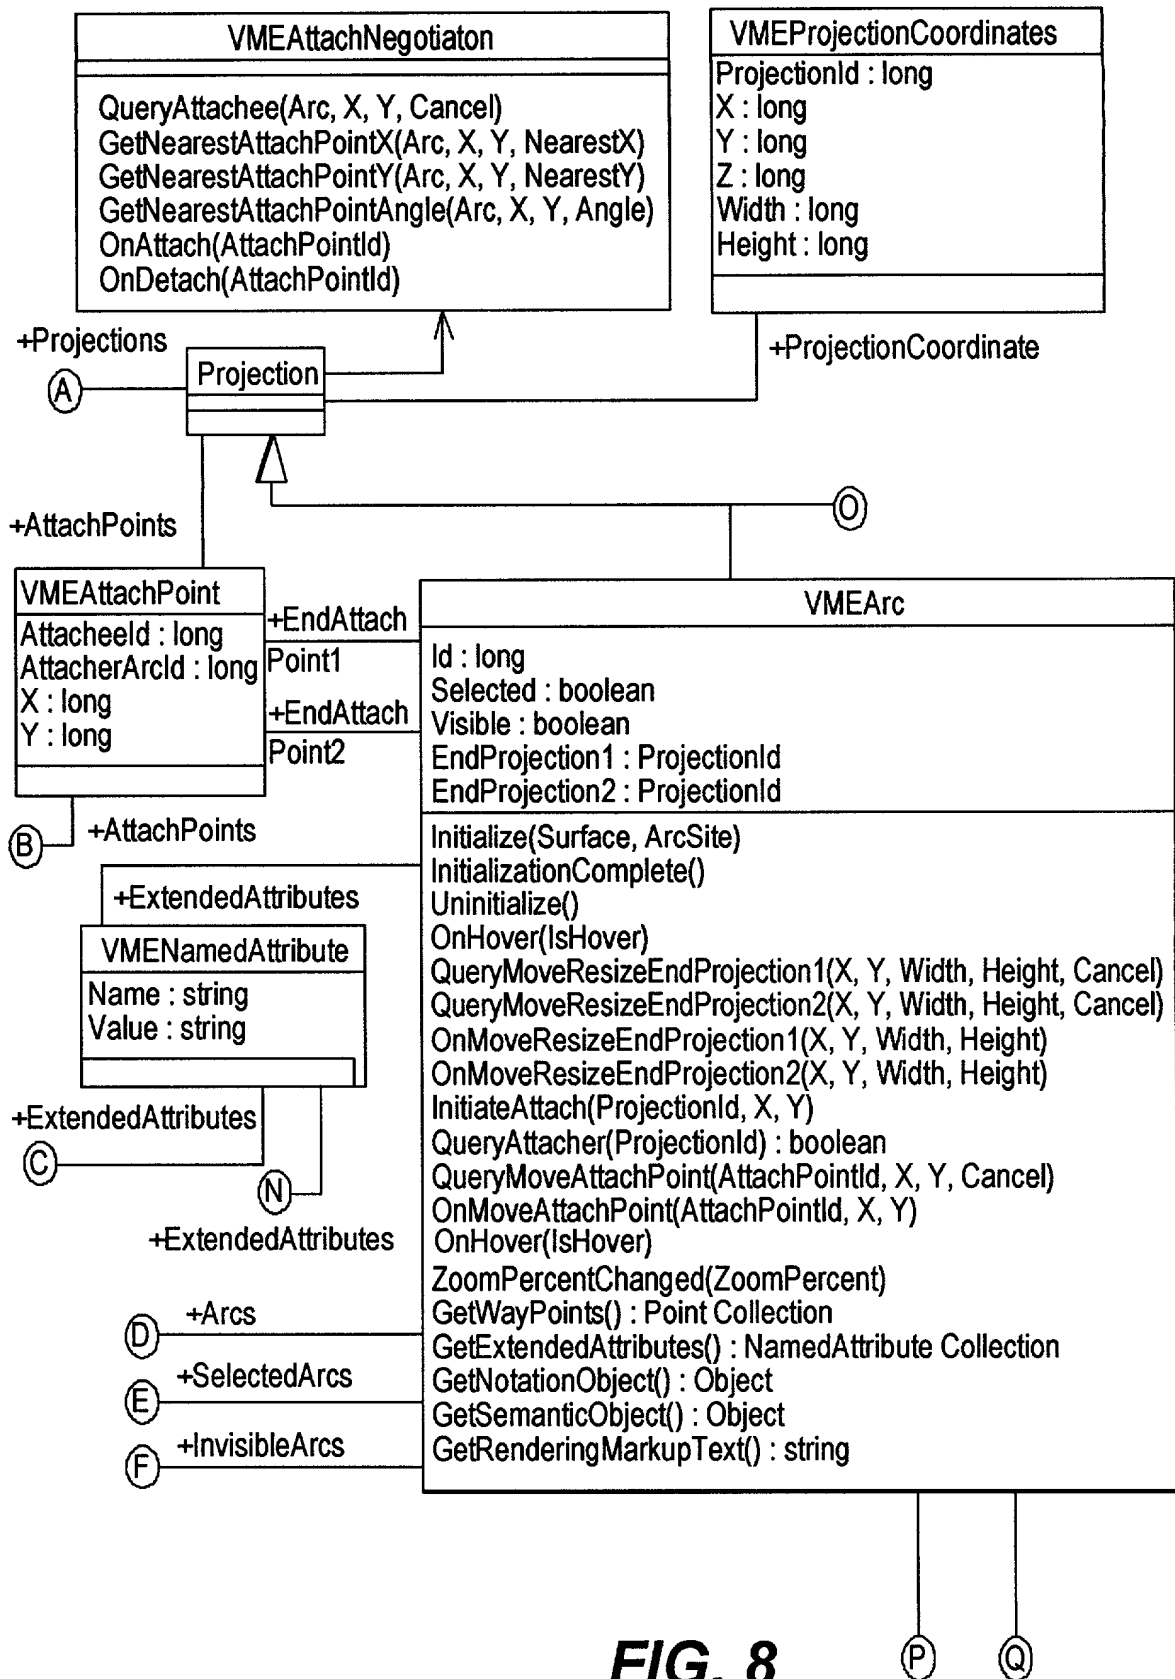 VMEAttachNegotiaton
QueryAttachee(Arc, X, Y, Cancel)
GetNearestAttachPointX(Arc, X, Y, NearestX)
GetNearestAttachPointY(Arc, X, Y, NearestY)
GetNearestAttachPointAngle(Arc, X, Y, Angle)
OnAttach(AttachPointId)
OnDetach(AttachPointId)
VMEProjectionCoordinates
ProjectionId : long
X : long
Y : long
Z : long
Width : long
Height : long
+Projections
A
Projection
+ProjectionCoordinate
+AttachPoints
O
VMEAttachPoint
AttacheeId : long
AttacherArcId : long
X : long
Y : long
+EndAttach
Point1
+EndAttach
Point2
B
+AttachPoints
+ExtendedAttributes
VMENamedAttribute
Name : string
Value : string
+ExtendedAttributes
C
N
+ExtendedAttributes
D
+Arcs
E
+SelectedArcs
F
+InvisibleArcs
VMEArc
Id : long
Selected : boolean
Visible : boolean
EndProjection1 : ProjectionId
EndProjection2 : ProjectionId
Initialize(Surface, ArcSite)
InitializationComplete()
Uninitialize()
OnHover(IsHover)
QueryMoveResizeEndProjection1(X, Y, Width, Height, Cancel)
QueryMoveResizeEndProjection2(X, Y, Width, Height, Cancel)
OnMoveResizeEndProjection1(X, Y, Width, Height)
OnMoveResizeEndProjection2(X, Y, Width, Height)
InitiateAttach(ProjectionId, X, Y)
QueryAttacher(ProjectionId) : boolean
QueryMoveAttachPoint(AttachPointId, X, Y, Cancel)
OnMoveAttachPoint(AttachPointId, X, Y)
OnHover(IsHover)
ZoomPercentChanged(ZoomPercent)
GetWayPoints() : Point Collection
GetExtendedAttributes() : NamedAttribute Collection
GetNotationObject() : Object
GetSemanticObject() : Object
GetRenderingMarkupText() : string
FIG. 8
P
Q